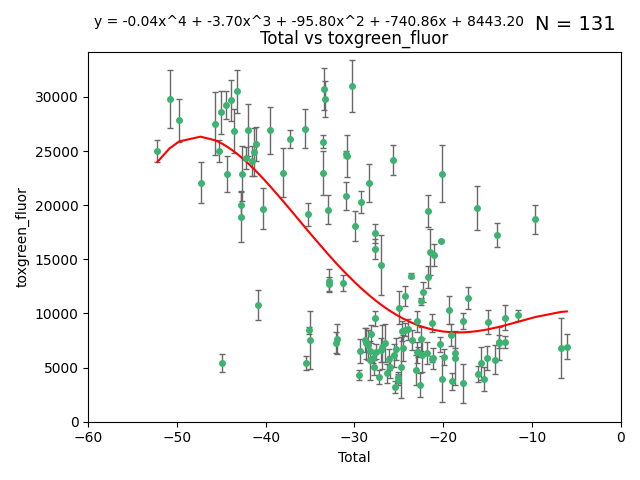 y = -0.04x^4 + -3.70x^3 + -95.80x^2 + -740.86x + 8443.20 N = 131
Total vs toxgreen_fluor
30000
25000
20000
15000
10000
5000
0
toxgreen_fluor
−60 −50 −40 −30 −20 −10 0
Total